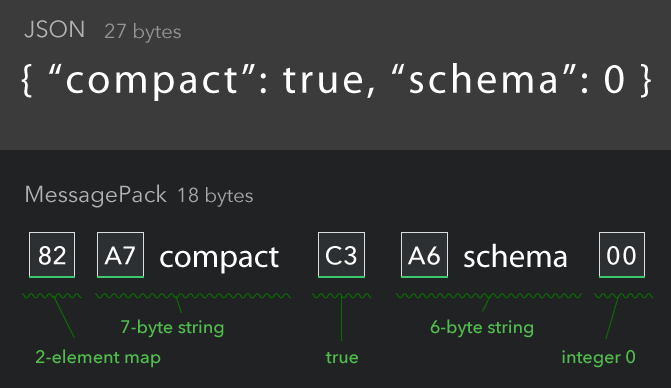 JSON 27 bytes
{ “compact”: true, “schema”: 0 }
MessagePack 18 bytes
82 A7 compact C3 A6 schema 00
7-byte string 6-byte string
2-element map true integer 0